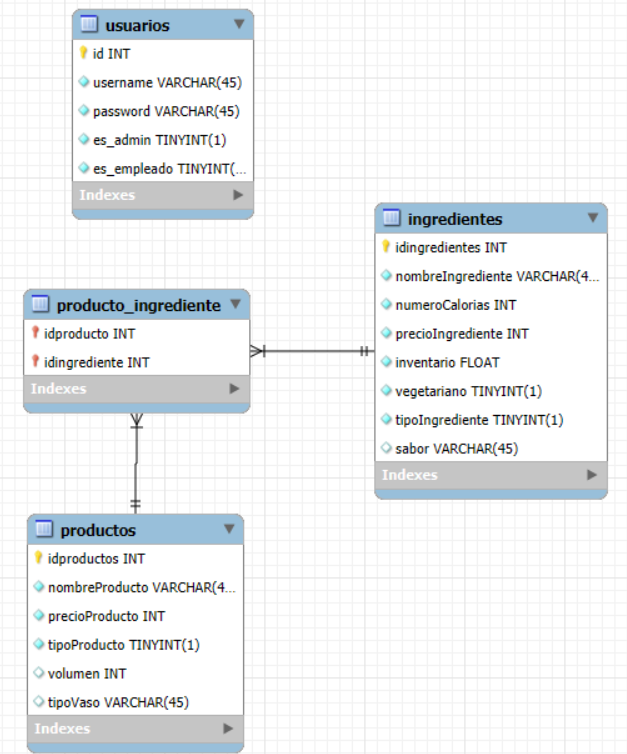 usuarios
id INT
username VARCHAR(45)
password VARCHAR(45)
es_admin TINYINT(1)
es_empleado TINYINT(...
Indexes
ingredientes
idingredientes INT
nombreIngrediente VARCHAR(4...
numeroCalorias INT
precioIngrediente INT
inventario FLOAT
vegetariano TINYINT(1)
tipoIngrediente TINYINT(1)
sabor VARCHAR(45)
Indexes
producto_ingrediente
idproducto INT
idingrediente INT
Indexes
productos
idproductos INT
nombreProducto VARCHAR(4...
precioProducto INT
tipoProducto TINYINT(1)
volumen INT
tipoVaso VARCHAR(45)
Indexes